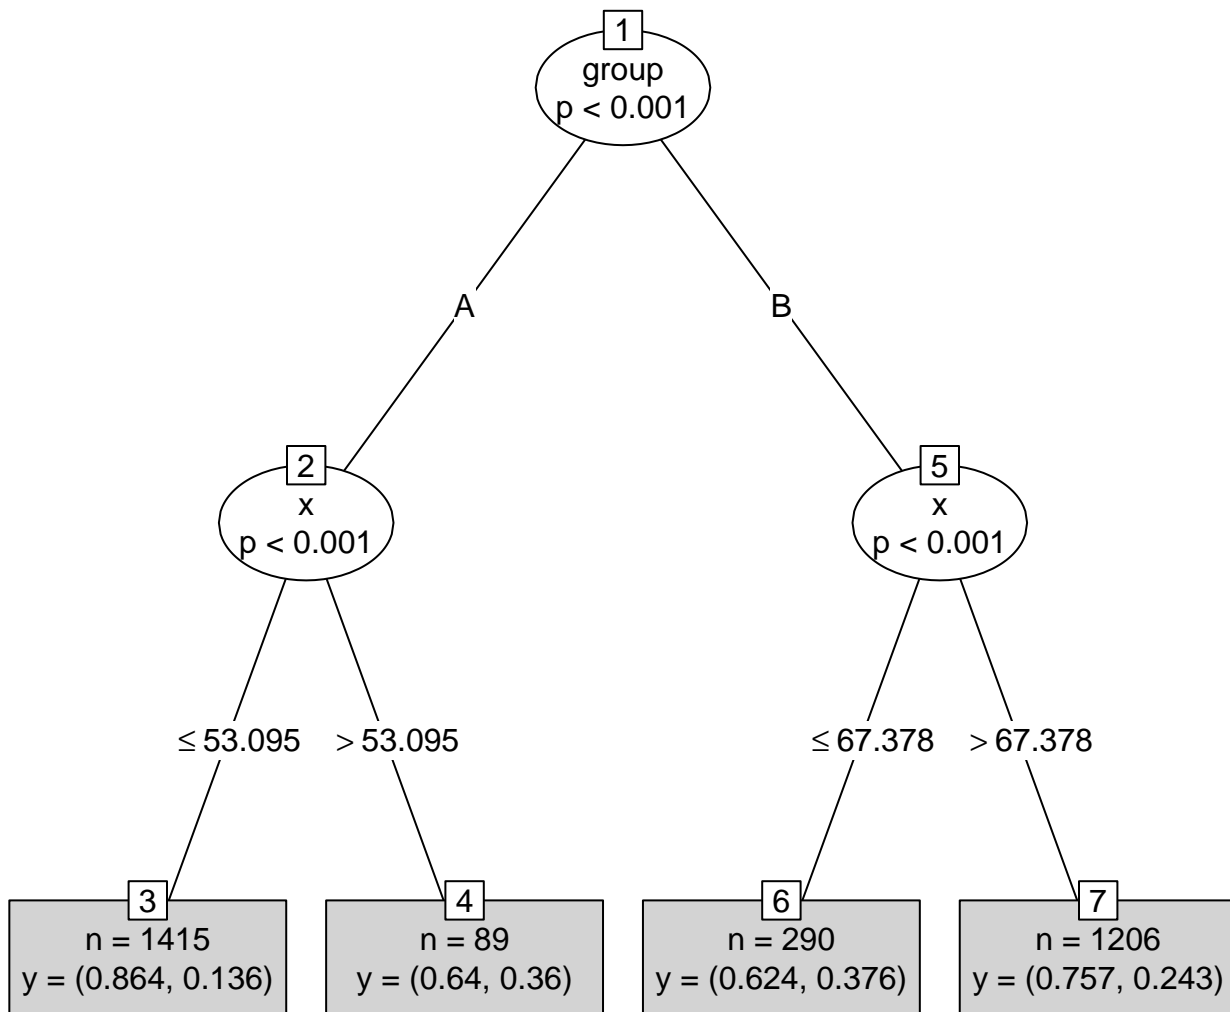 1
group
p < 0.001
A
B
2
x
p < 0.001
5
x
p < 0.001
≤ 53.095
> 53.095
≤ 67.378
> 67.378
3
n = 1415
y = (0.864, 0.136)
4
n = 89
y = (0.64, 0.36)
6
n = 290
y = (0.624, 0.376)
7
n = 1206
y = (0.757, 0.243)